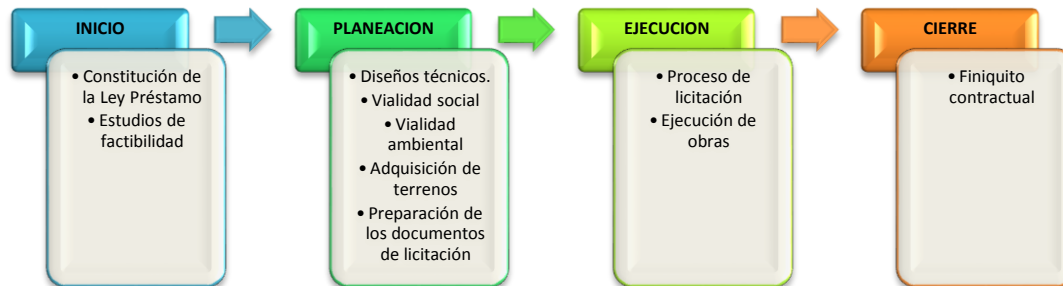 INICIO
• Constitución de
la Ley Préstamo
• Estudios de
factibilidad
PLANEACION
• Diseños técnicos.
• Vialidad social
• Vialidad
ambiental
• Adquisición de
terrenos
• Preparación de
los documentos
de licitación
EJECUCION
• Proceso de
licitación
• Ejecución de
obras
CIERRE
• Finiquito
contractual